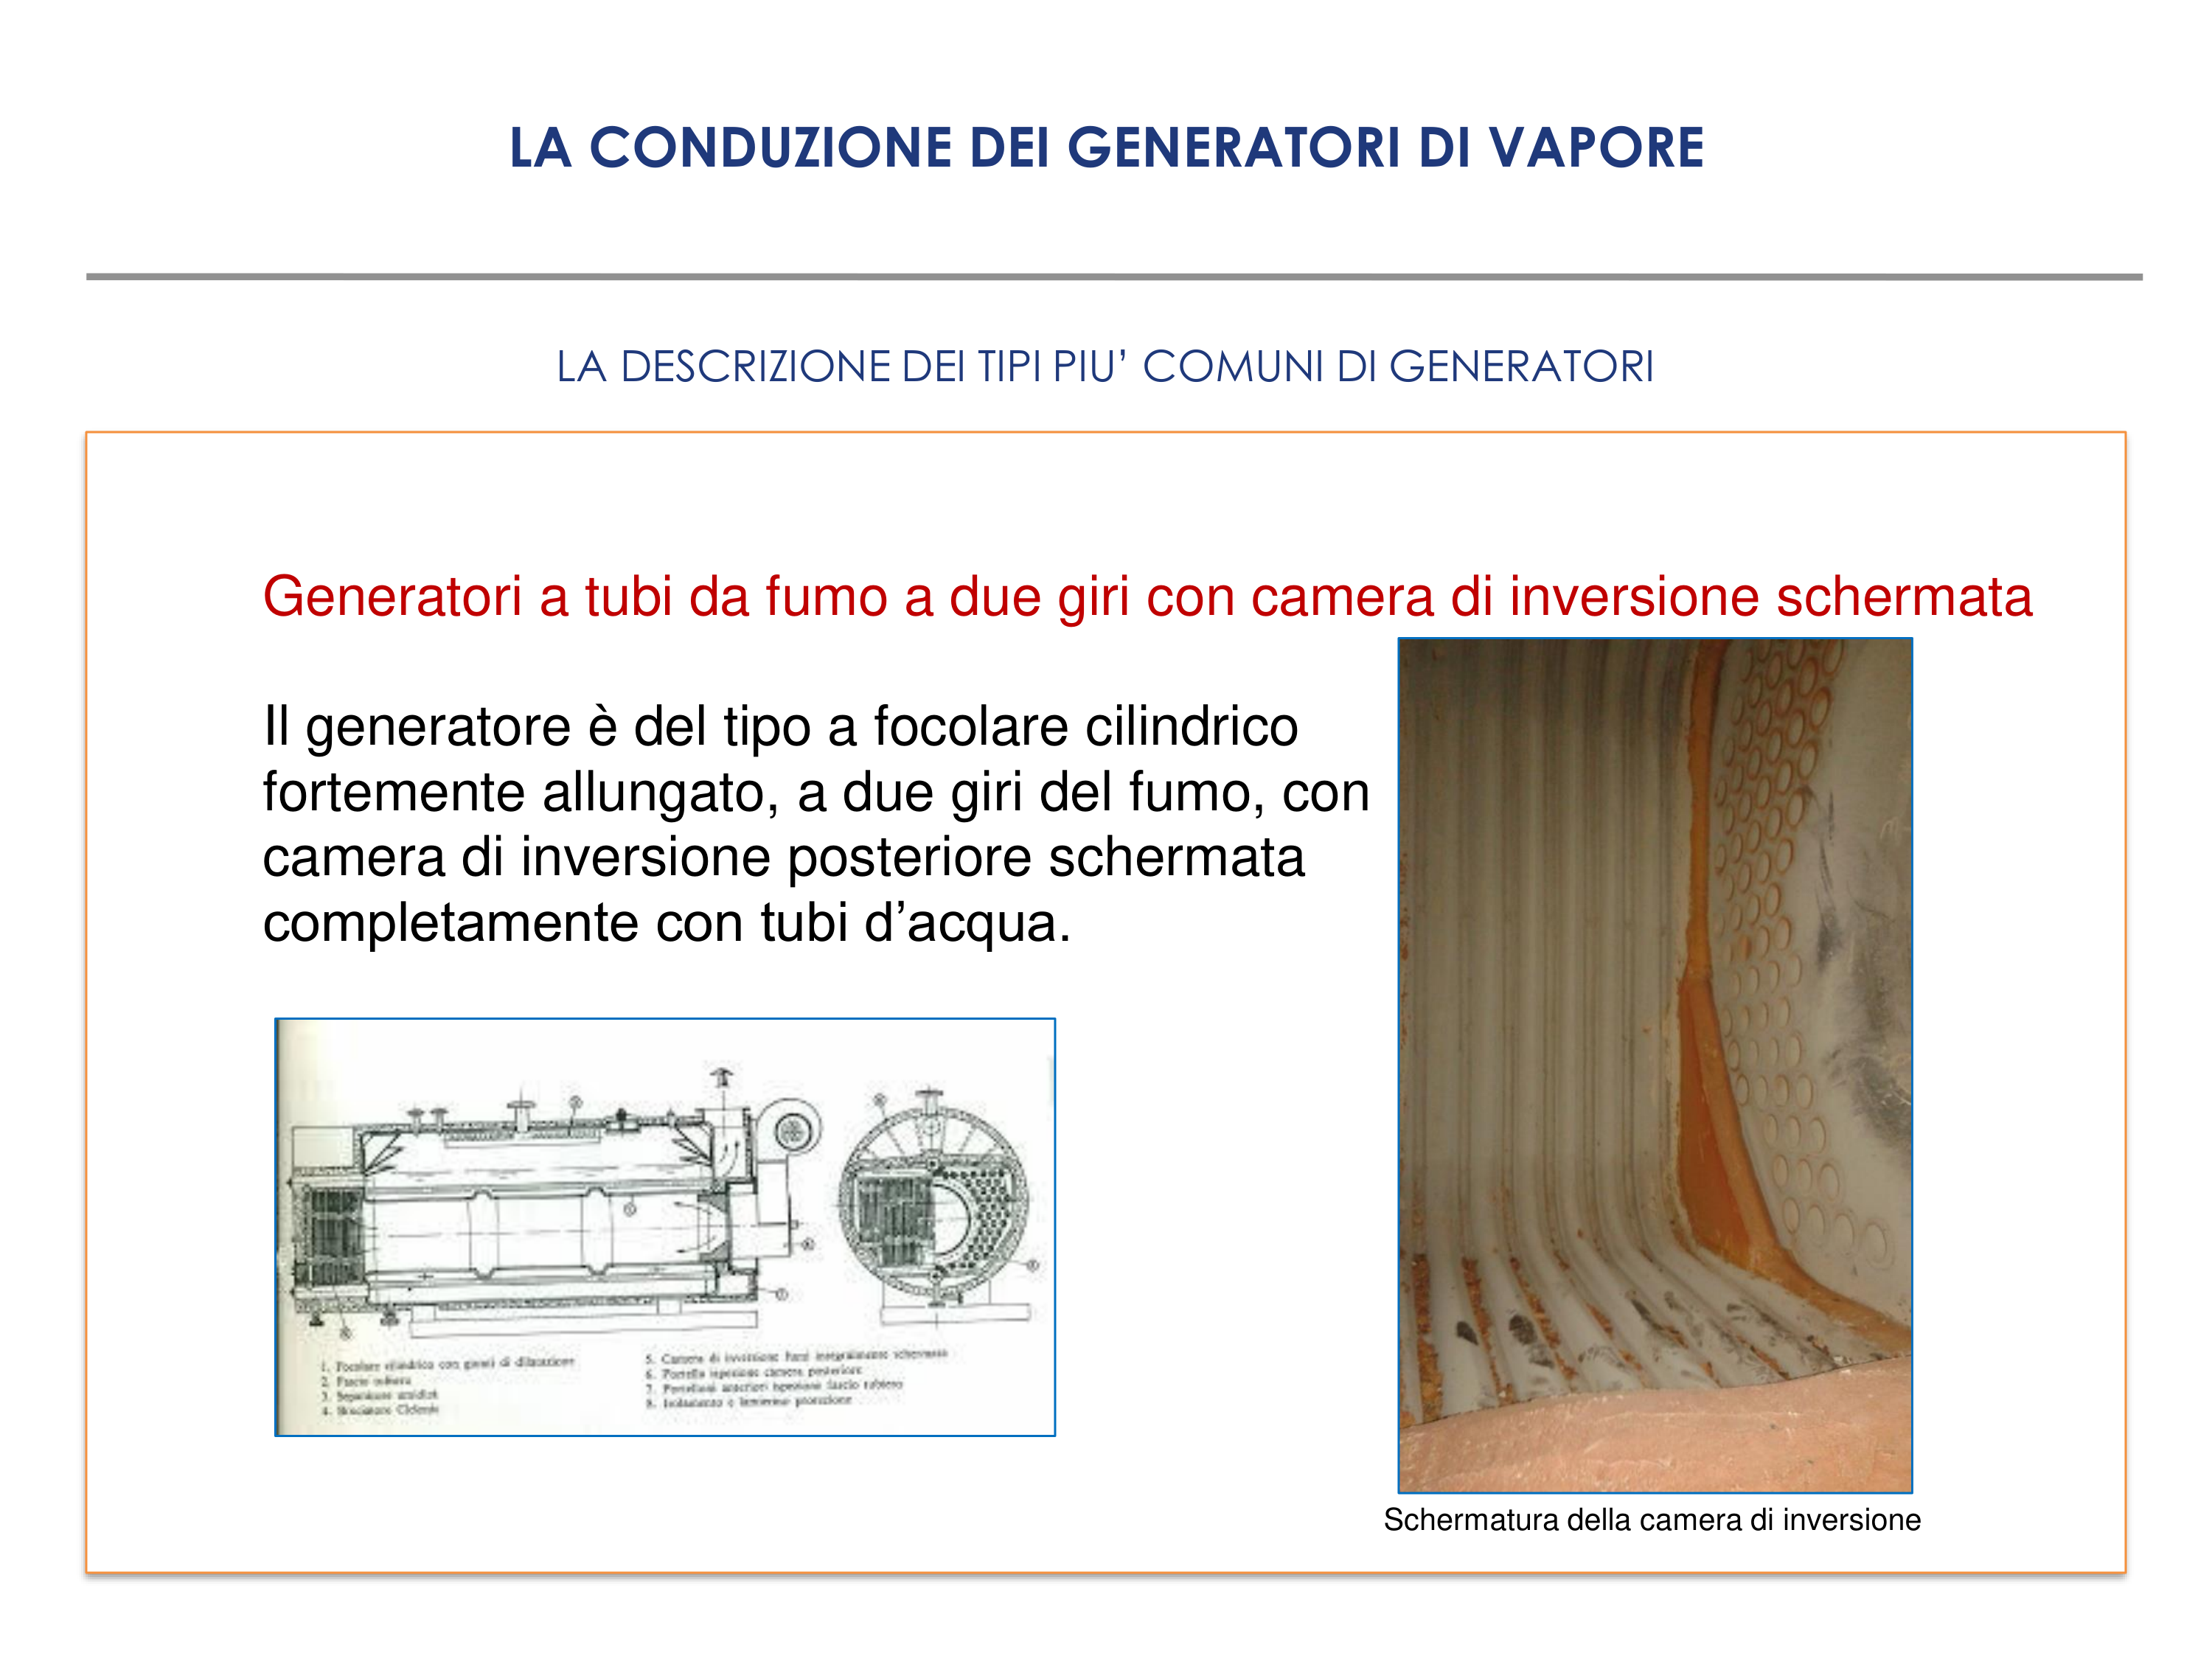 LA CONDUZIONE DEI GENERATORI DI VAPORE
LA DESCRIZIONE DEI TIPI PIU’ COMUNI DI GENERATORI
Generatori a tubi da fumo a due giri con camera di inversione schermata
Il generatore è del tipo a focolare cilindrico
fortemente allungato, a due giri del fumo, con
camera di inversione posteriore schermata
completamente con tubi d’acqua.
1. Focolare cilindrico con giunti di dilatazione
2. Fascio tubiero
3. Separatore umidità
4. Bruciatore
5. Camera di inversione fumi integralmente schermata
6. Portello ispezione camera posteriore
7. Portelloni anteriori ispezione fascio tubiero
8. Isolamento e lamierino protezione
Schermatura della camera di inversione